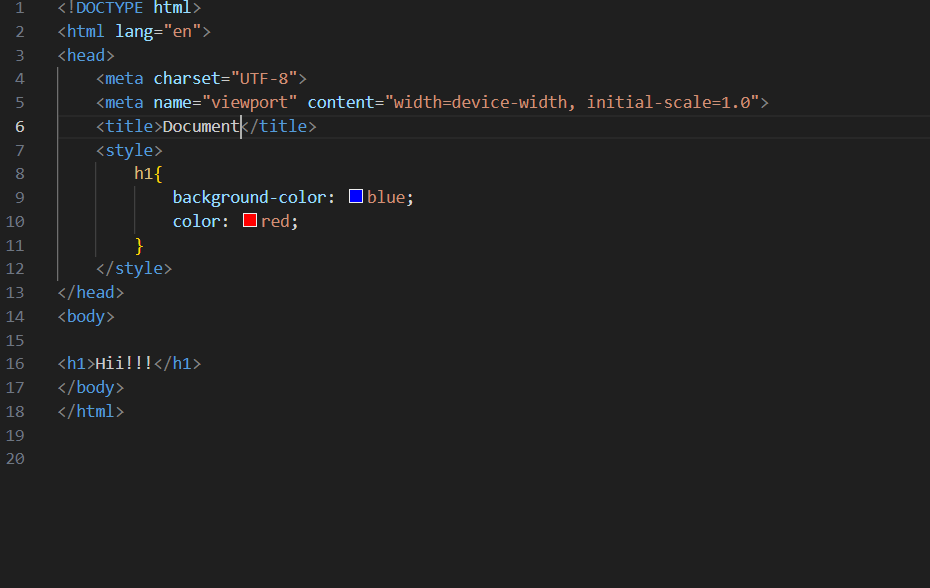 1 <!DOCTYPE html>
2 <html lang="en">
3 <head>
4     <meta charset="UTF-8">
5     <meta name="viewport" content="width=device-width, initial-scale=1.0">
6     <title>Document</title>
7     <style>
8         h1{
9             background-color: blue;
10             color: red;
11         }
12     </style>
13 </head>
14 <body>
15
16 <h1>Hii!!!</h1>
17 </body>
18 </html>
19
20